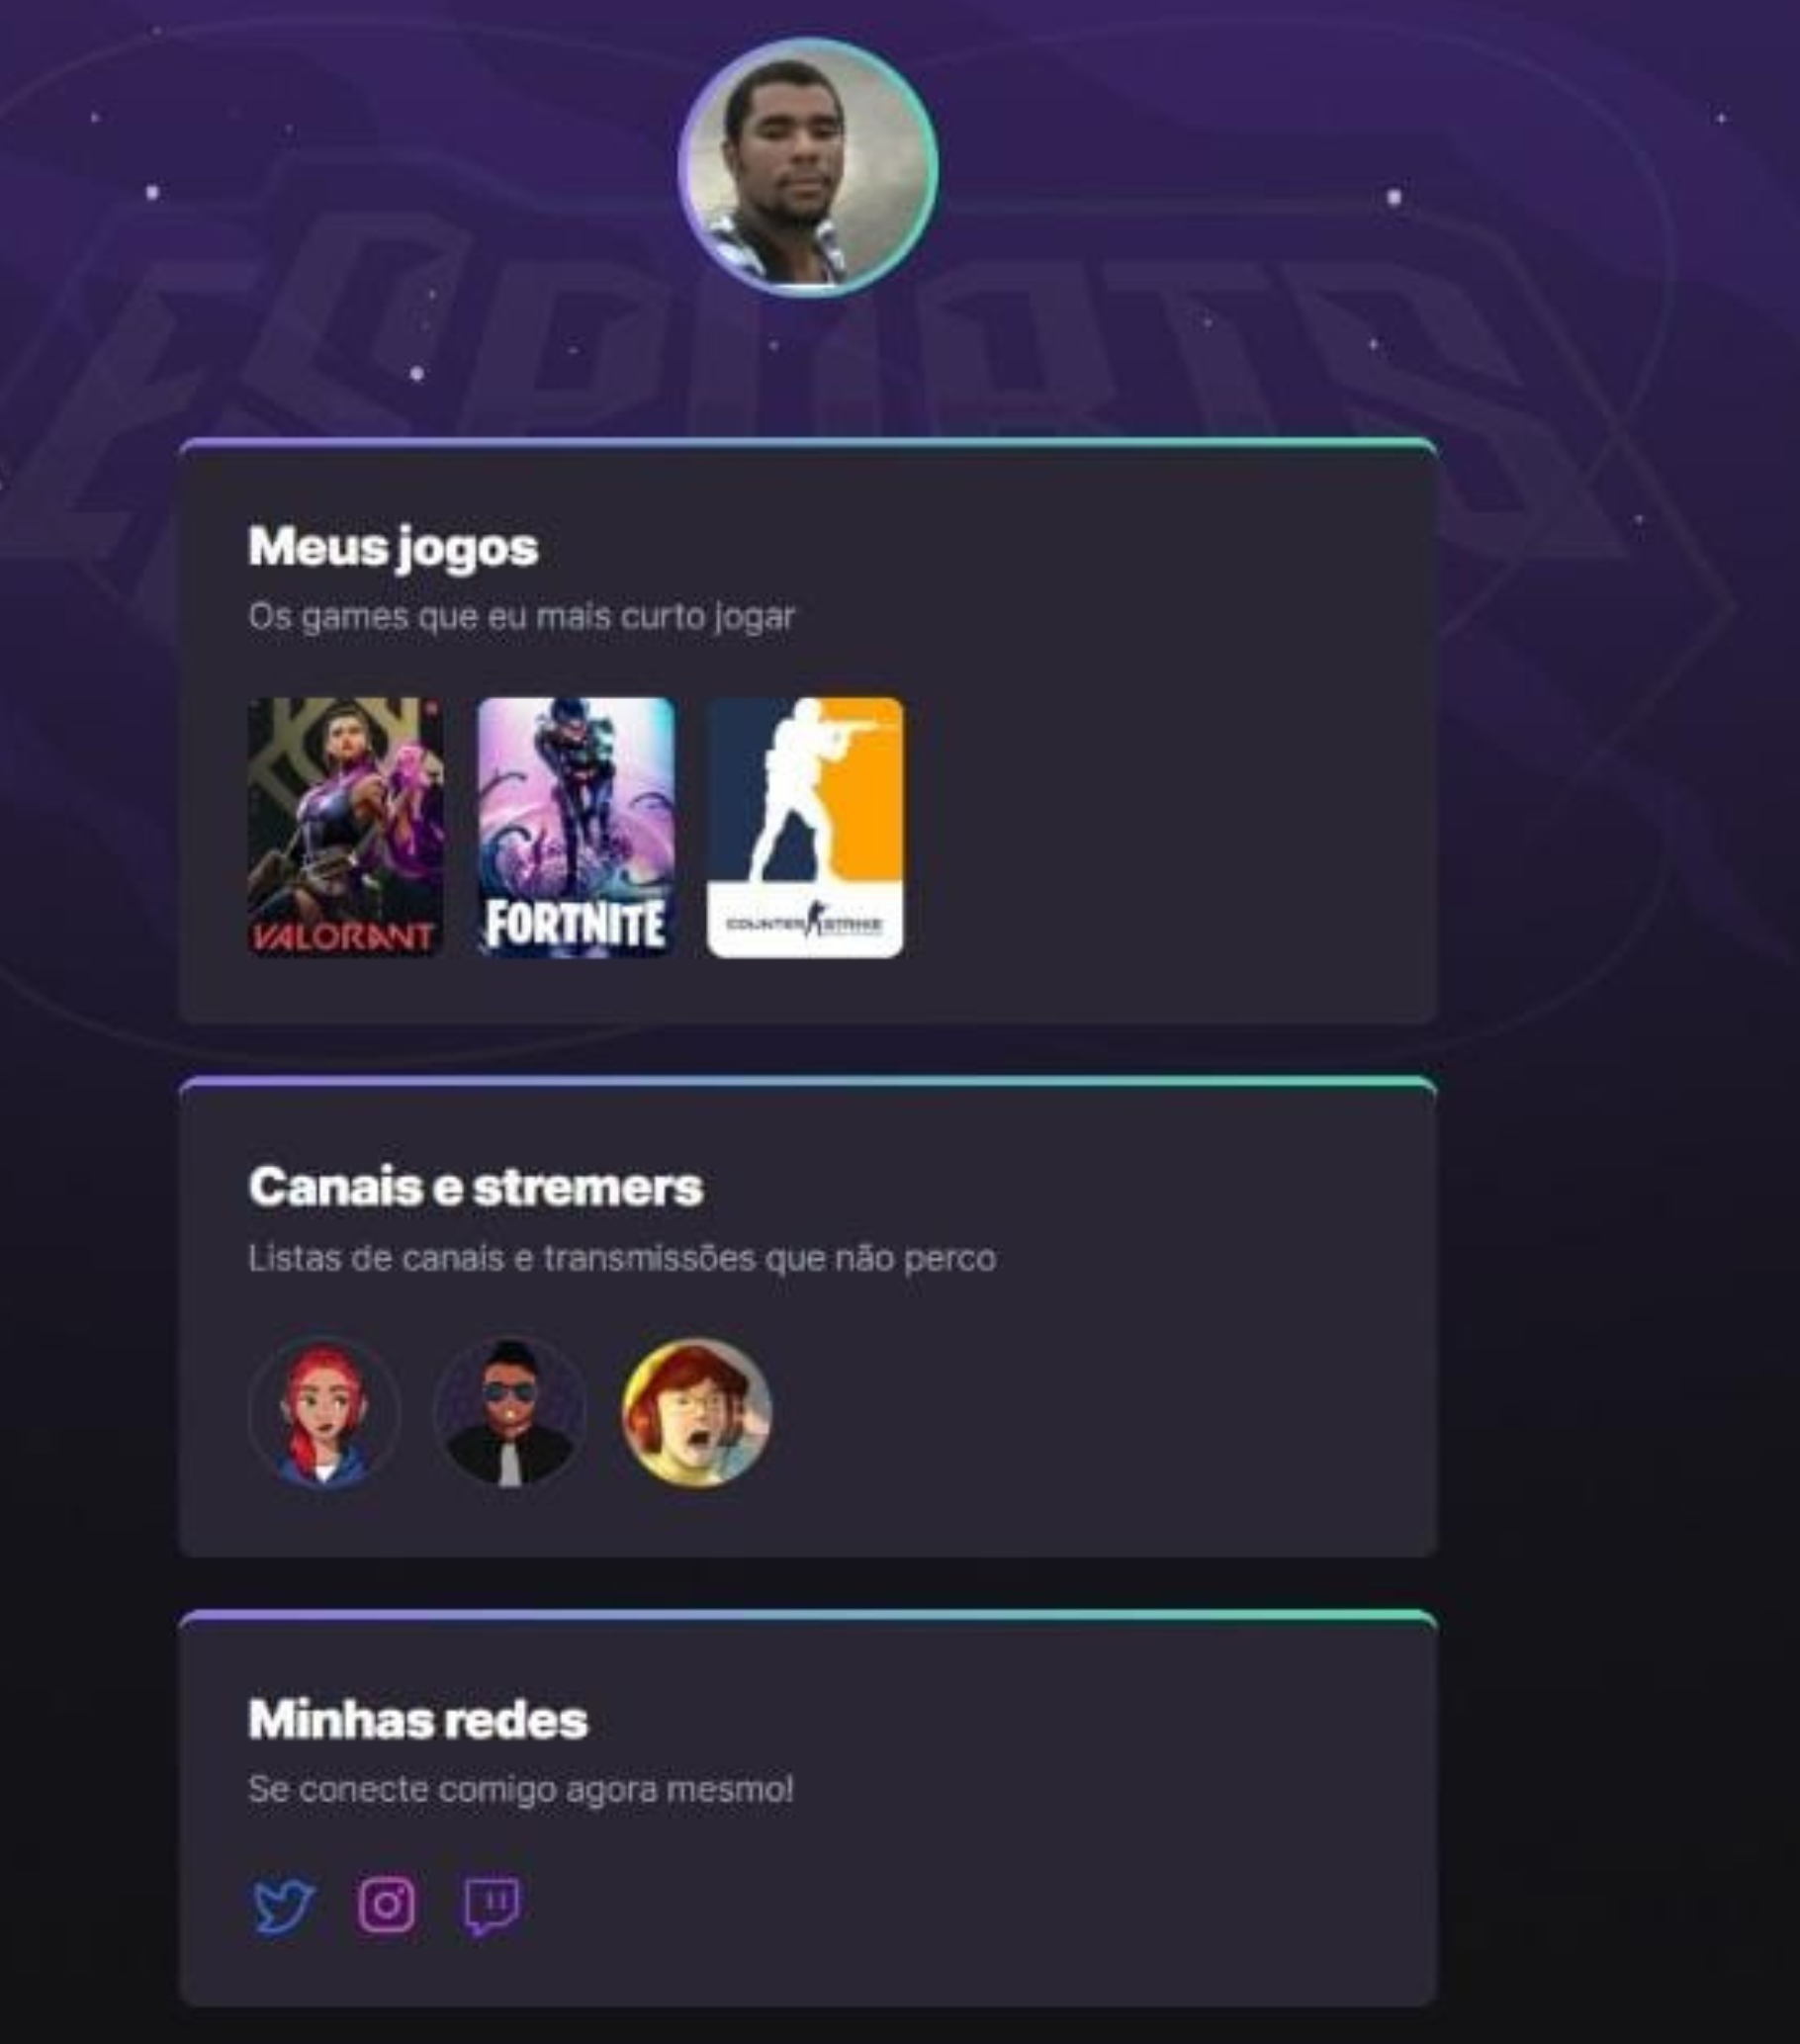 ESPORTS
Meus jogos
Os games que eu mais curto jogar
VALORANT
FORTNITE
COUNTER STRIKE
Canais e stremers
Listas de canais e transmissões que não perco
Minhas redes
Se conecte comigo agora mesmo!